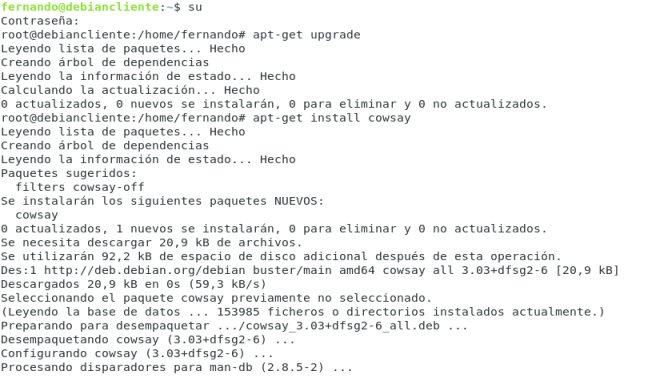 fernando@debiancliente:~$ su
Contraseña:
root@debiancliente:/home/fernando# apt-get upgrade
Leyendo lista de paquetes... Hecho
Creando árbol de dependencias
Leyendo la información de estado... Hecho
Calculando la actualización... Hecho
0 actualizados, 0 nuevos se instalarán, 0 para eliminar y 0 no actualizados.
root@debiancliente:/home/fernando# apt-get install cowsay
Leyendo lista de paquetes... Hecho
Creando árbol de dependencias
Leyendo la información de estado... Hecho
Paquetes sugeridos:
  filters cowsay-off
Se instalarán los siguientes paquetes NUEVOS:
  cowsay
0 actualizados, 1 nuevos se instalarán, 0 para eliminar y 0 no actualizados.
Se necesita descargar 20,9 kB de archivos.
Se utilizarán 92,2 kB de espacio de disco adicional después de esta operación.
Des:1 http://deb.debian.org/debian buster/main amd64 cowsay all 3.03+dfsg2-6 [20,9 kB]
Descargados 20,9 kB en 0s (59,3 kB/s)
Seleccionando el paquete cowsay previamente no seleccionado.
(Leyendo la base de datos ... 153985 ficheros o directorios instalados actualmente.)
Preparando para desempaquetar .../cowsay_3.03+dfsg2-6_all.deb ...
Desempaquetando cowsay (3.03+dfsg2-6) ...
Configurando cowsay (3.03+dfsg2-6) ...
Procesando disparadores para man-db (2.8.5-2) ...